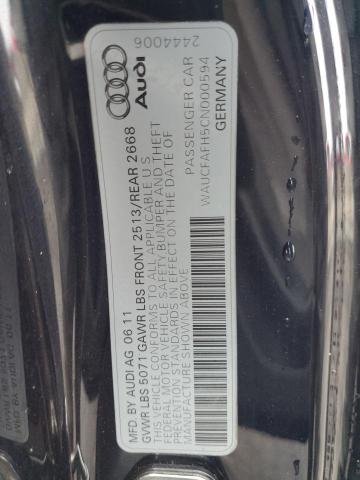 MFD. BY AUDI AG 06 11
GVWR LBS 5071 GAWR LBS FRONT 2513/REAR 2668
THIS VEHICLE CONFORMS TO ALL APPLICABLE U S
FEDERAL MOTOR VEHICLE SAFETY BUMPER AND THEFT
PREVENTION STANDARDS IN EFFECT ON THE DATE OF
MANUFACTURE SHOWN ABOVE
PASSENGER CAR
WAUCFAFH5CN000594
GERMANY
Audi
2444006